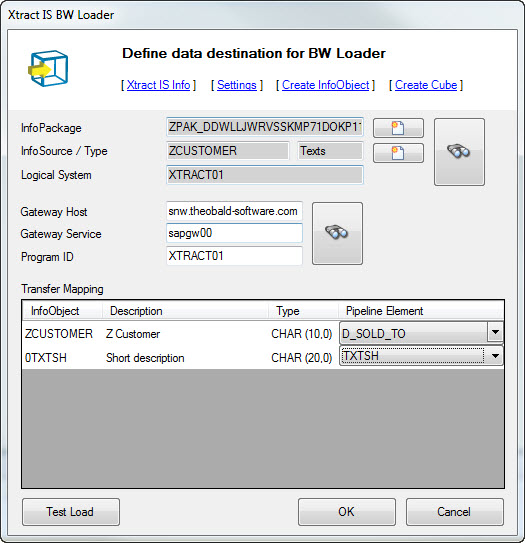 Xtract IS BW Loader
Define data destination for BW Loader
[ Xtract IS Info ] [ Settings ] [ Create InfoObject ] [ Create Cube ]
InfoPackage ZPAK_DDWLLJWRVSSKMP71DOKP1
InfoSource / Type ZCUSTOMER Texts
Logical System XTRACT01
Gateway Host snw.theobald-software.com
Gateway Service sapgw00
Program ID XTRACT01
Transfer Mapping
InfoObject Description Type Pipeline Element
ZCUSTOMER Z Customer CHAR (10,0) D_SOLD_TO
0TXTSH Short description CHAR (20,0) TXTSH
Test Load OK Cancel